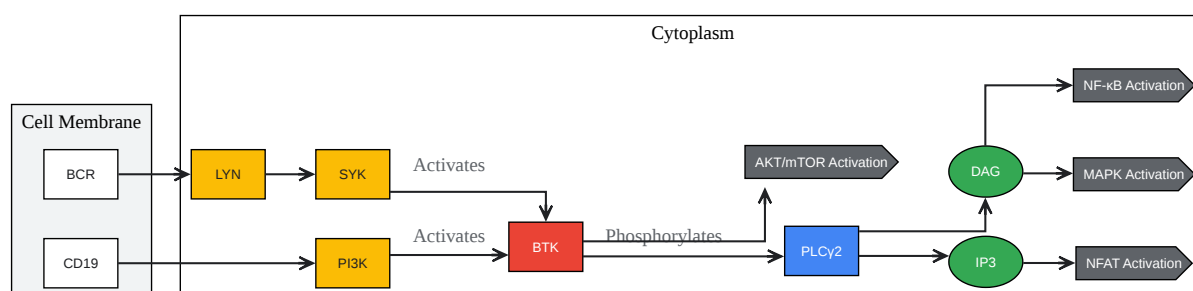 Cytoplasm
NF-κB Activation
Cell Membrane
BCR
LYN
SYK
Activates
AKT/mTOR Activation
DAG
MAPK Activation
CD19
PI3K
Activates
BTK
Phosphorylates
PLCγ2
IP3
NFAT Activation